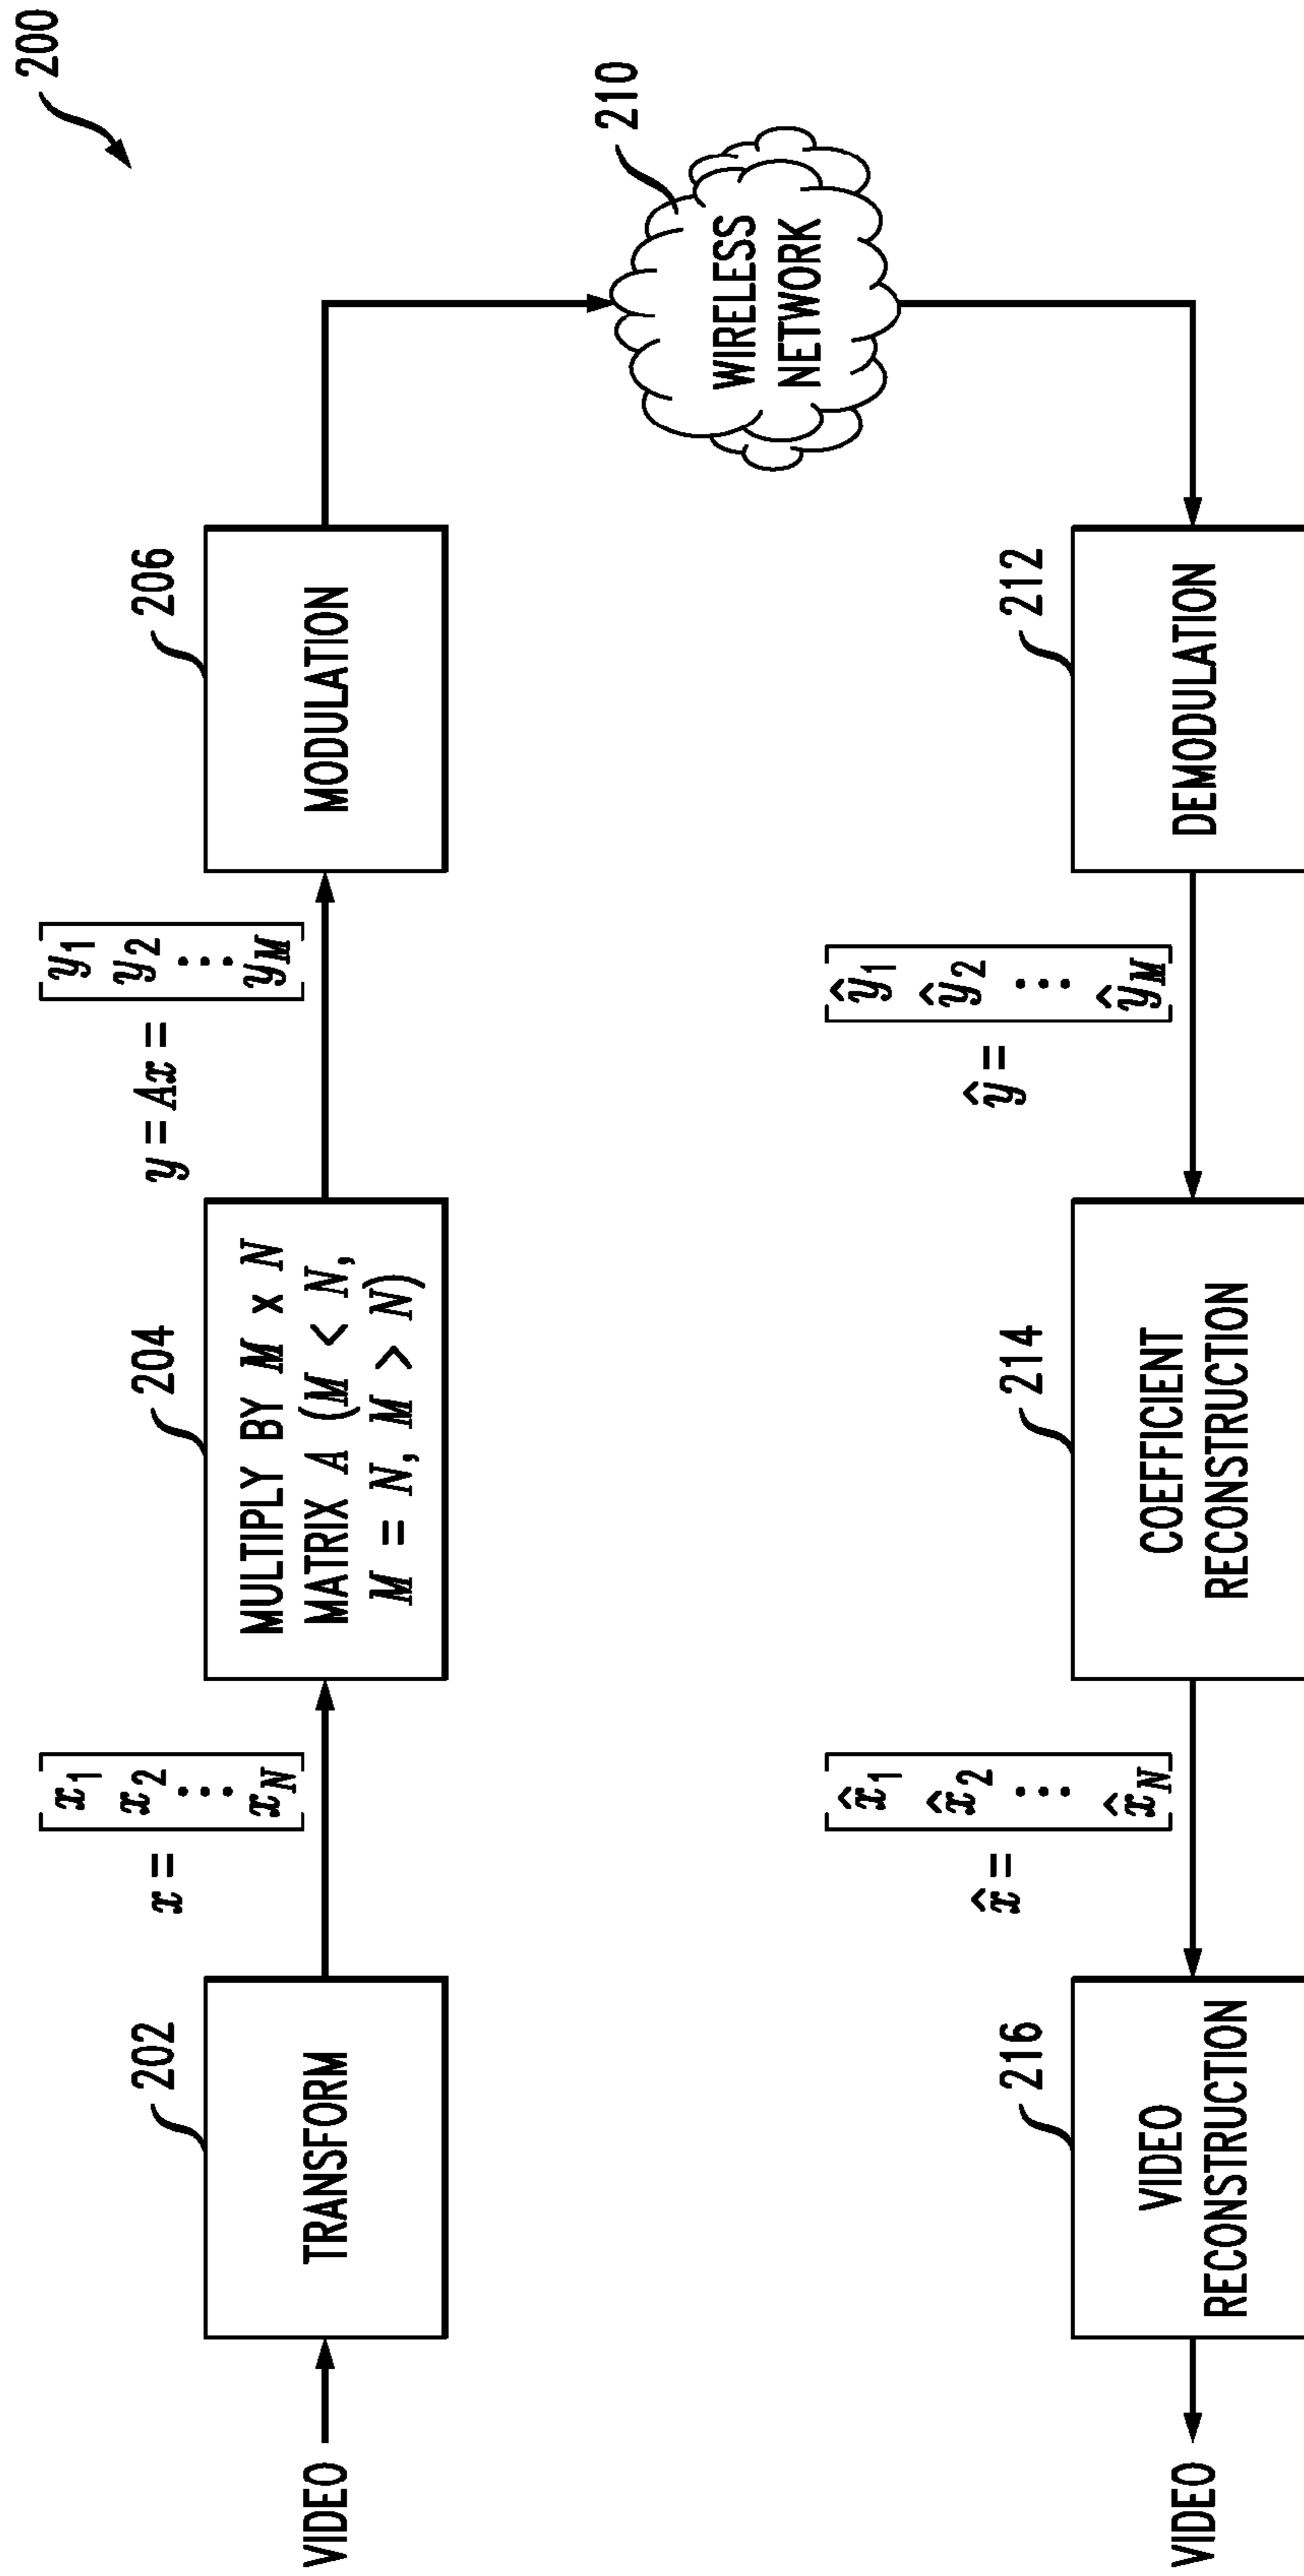 200
202
204
206
x =
[x1
x2
⋮
xN]
y = Ax =
[y1
y2
⋮
yM]
VIDEO
TRANSFORM
MULTIPLY BY M x N
MATRIX A (M < N,
M = N, M > N)
MODULATION
210
WIRELESS
NETWORK
216
214
212
x̂ =
[x̂1
x̂2
⋮
x̂N]
ŷ =
[ŷ1
ŷ2
⋮
ŷM]
VIDEO
VIDEO
RECONSTRUCTION
COEFFICIENT
RECONSTRUCTION
DEMODULATION